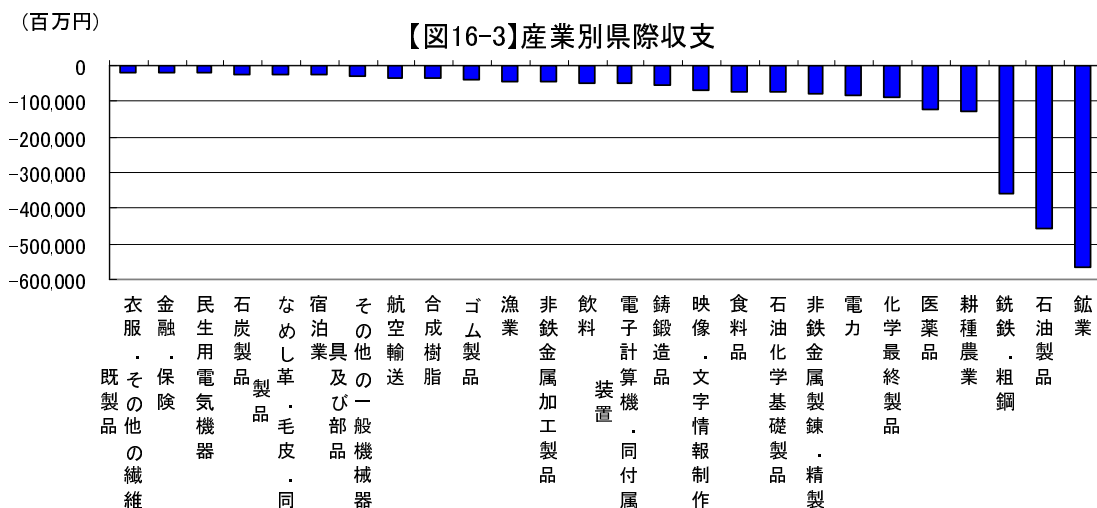 （百万円）
【図16-3】産業別県際収支
0
-100,000
-200,000
-300,000
-400,000
-500,000
-600,000
衣服．その他の繊維
既製品
金融．保険
民生用電気機器
石炭製品
なめし革．毛皮．同
製品
宿泊業
その他の一般機械器
具及び部品
航空輸送
合成樹脂
ゴム製品
漁業
非鉄金属加工製品
飲料
電子計算機．同付属
装置
鋳鍛造品
映像．文字情報制作
食料品
石油化学基礎製品
非鉄金属製錬．精製
電力
化学最終製品
医薬品
耕種農業
銑鉄．粗鋼
石油製品
鉱業